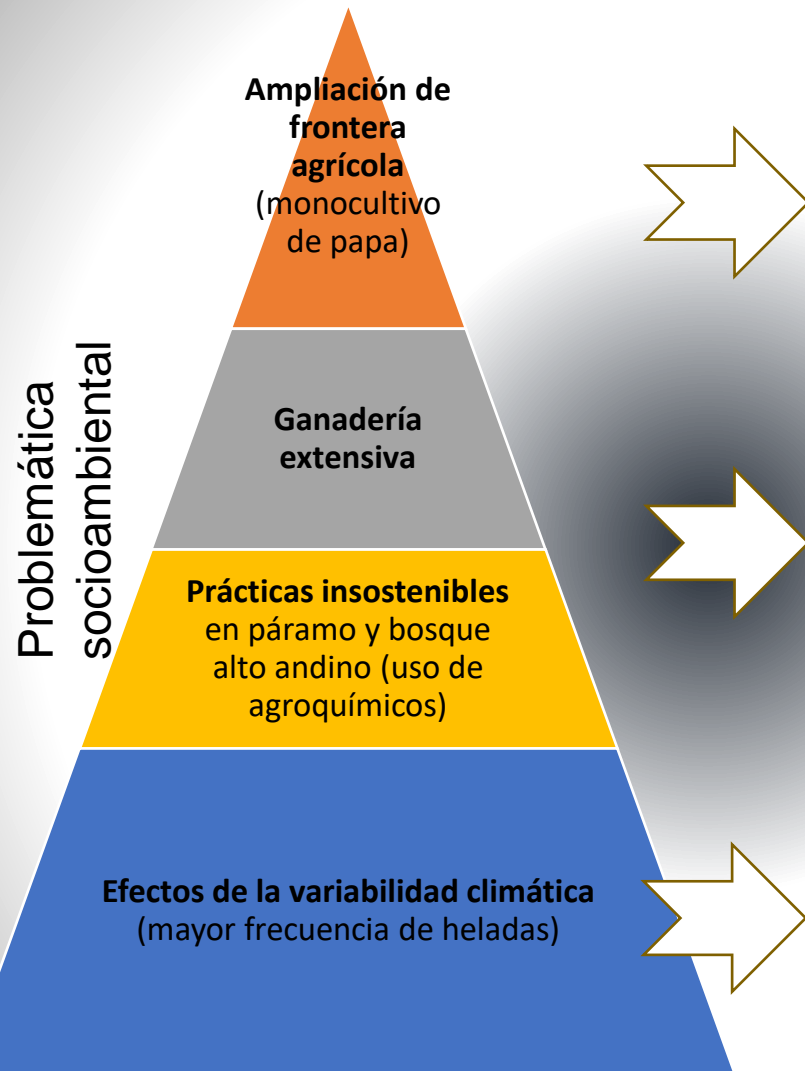 Problemática
socioambiental
Ampliación de
frontera
agrícola
(monocultivo
de papa)
Ganadería
extensiva
Prácticas insostenibles
en páramo y bosque
alto andino (uso de
agroquímicos)
Efectos de la variabilidad climática
(mayor frecuencia de heladas)